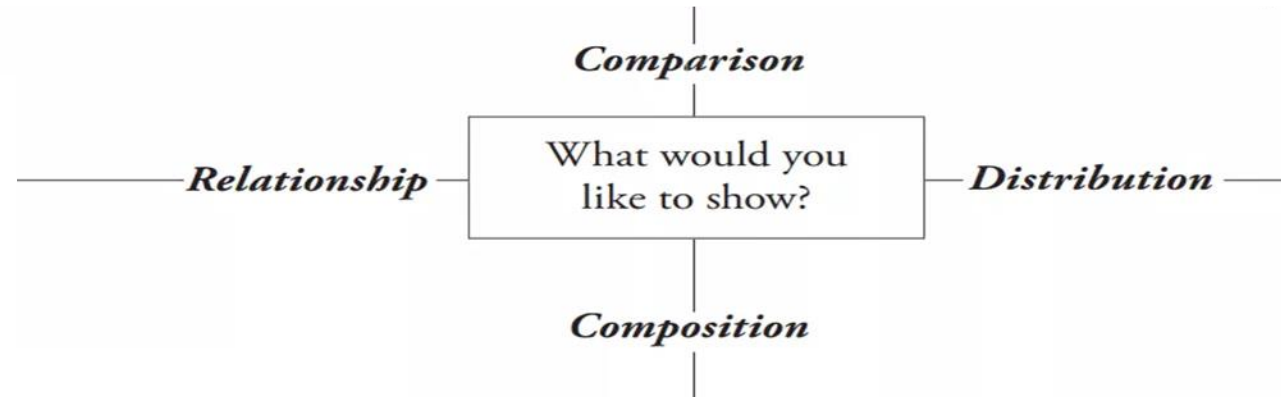 Comparison
What would you
like to show?
Relationship
Distribution
Composition